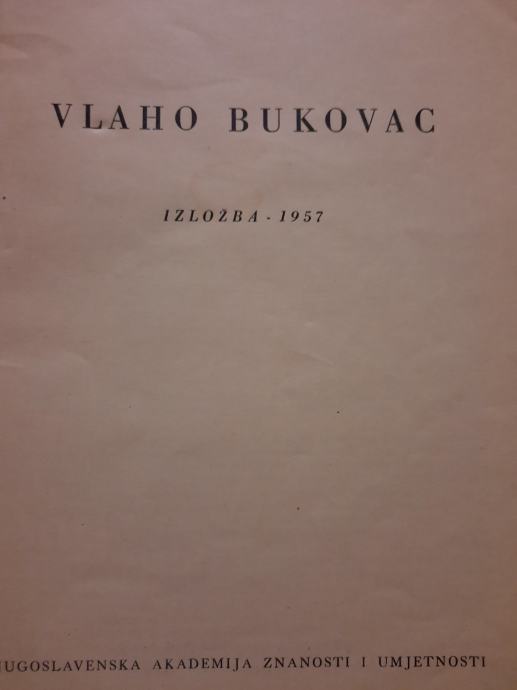 VLAHO BUKOVAC
IZLOŽBA - 1957
JUGOSLAVENSKA AKADEMIJA ZNANOSTI I UMJETNOSTI